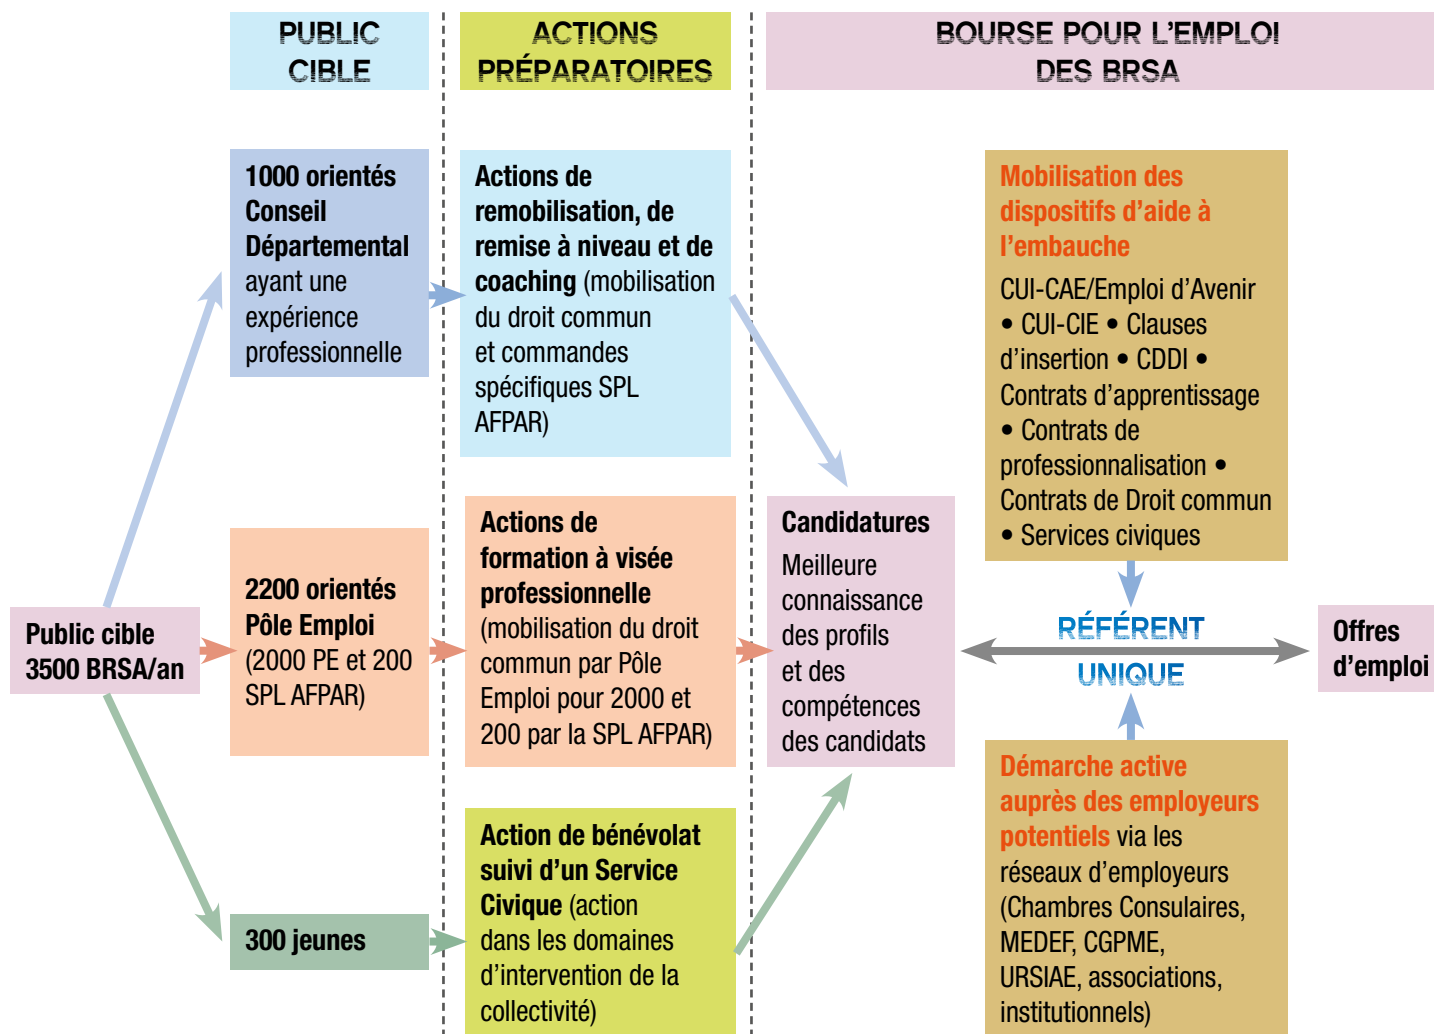 PUBLIC
CIBLE
ACTIONS
PRÉPARATOIRES
BOURSE POUR L'EMPLOI
DES BRSA
Public cible
3500 BRSA/an
1000 orientés
Conseil
Départemental
ayant une
expérience
professionnelle
2200 orientés
Pôle Emploi
(2000 PE et 200
SPL AFPAR)
300 jeunes
Actions de
remobilisation, de
remise à niveau et de
coaching (mobilisation
du droit commun
et commandes
spécifiques SPL
AFPAR)
Actions de
formation à visée
professionnelle
(mobilisation du droit
commun par Pôle
Emploi pour 2000 et
200 par la SPL AFPAR)
Action de bénévolat
suivi d’un Service
Civique (action
dans les domaines
d’intervention de la
collectivité)
Candidatures
Meilleure
connaissance
des profils
et des
compétences
des candidats
Mobilisation des
dispositifs d’aide à
l’embauche
CUI-CAE/Emploi d’Avenir
• CUI-CIE • Clauses
d’insertion • CDDI •
Contrats d’apprentissage
• Contrats de
professionnalisation •
Contrats de Droit commun
• Services civiques
RÉFÉRENT
UNIQUE
Démarche active
auprès des employeurs
potentiels via les
réseaux d’employeurs
(Chambres Consulaires,
MEDEF, CGPME,
URSIAE, associations,
institutionnels)
Offres
d’emploi